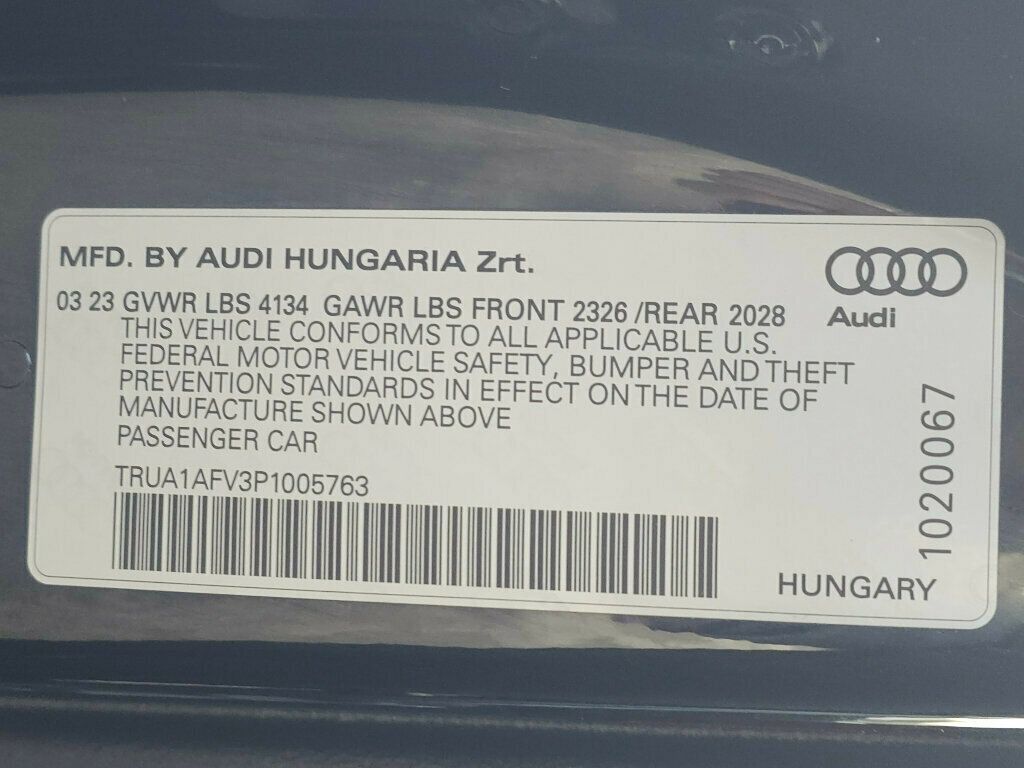 MFD. BY AUDI HUNGARIA Zrt.
Audi
03 23 GVWR LBS 4134 GAWR LBS FRONT 2326 /REAR 2028
THIS VEHICLE CONFORMS TO ALL APPLICABLE U.S.
FEDERAL MOTOR VEHICLE SAFETY, BUMPER AND THEFT
PREVENTION STANDARDS IN EFFECT ON THE DATE OF
MANUFACTURE SHOWN ABOVE
PASSENGER CAR
TRUA1AFV3P1005763
1020067
HUNGARY